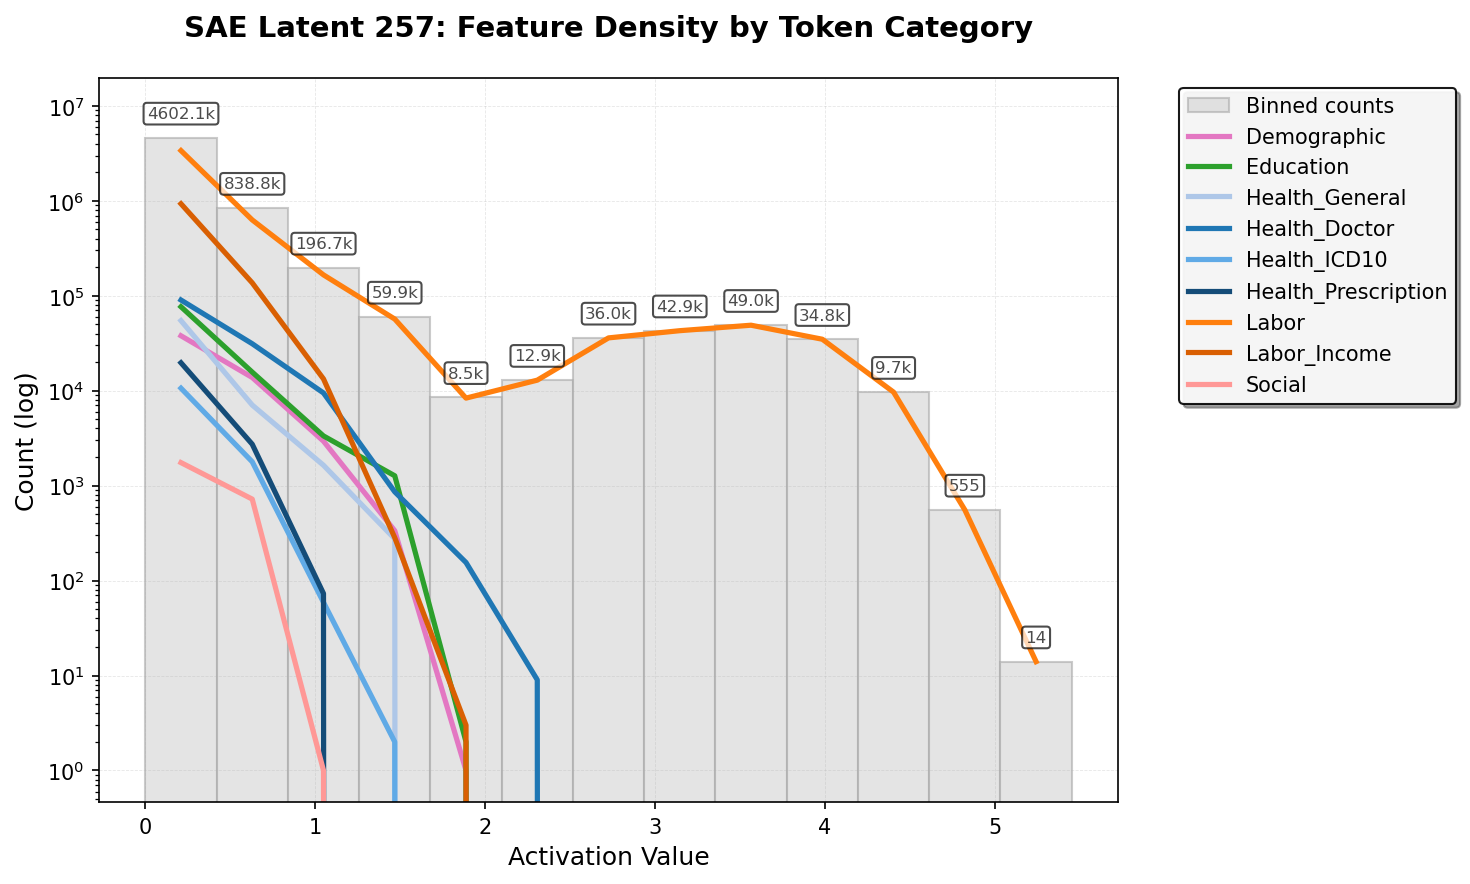 SAE Latent 257: Feature Density by Token Category
Count (log)
10⁷
10⁶
10⁵
10⁴
10³
10²
10¹
10⁰
4602.1k
838.8k
196.7k
59.9k
8.5k
12.9k
36.0k
42.9k
49.0k
34.8k
9.7k
555
14
0
1
2
3
4
5
Activation Value
Binned counts
Demographic
Education
Health_General
Health_Doctor
Health_ICD10
Health_Prescription
Labor
Labor_Income
Social